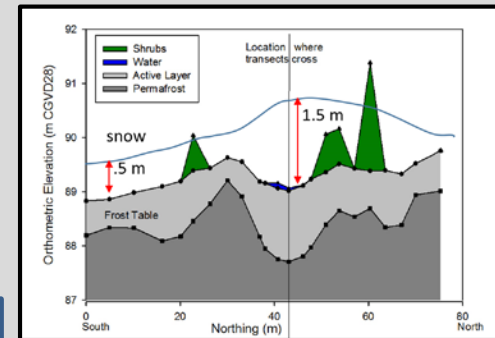 92
91
90
89
88
87
Orthometric Elevation (m CGVD28)
Shrubs
Water
Active Layer
Permafrost
Location where
transects cross
snow
.5 m
1.5 m
Frost Table
0 20 40 60 80
South Northing (m) North